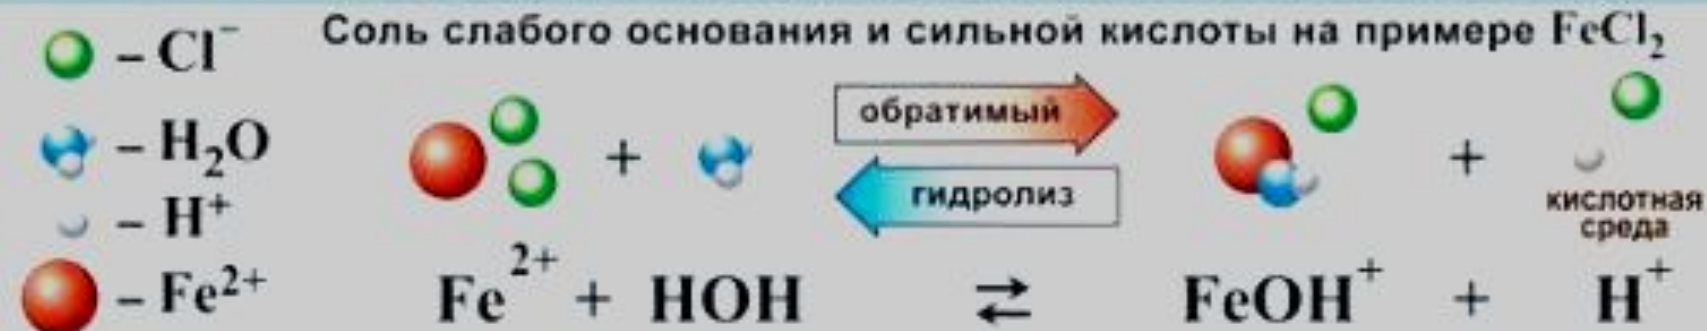 Соль слабого основания и сильной кислоты на примере FeCl₂
– Cl⁻
– H₂O
– H⁺
– Fe²⁺
+
обратимый
гидролиз
+
кислотная
среда
Fe²⁺ + HOH ⇄ FeOH⁺ + H⁺